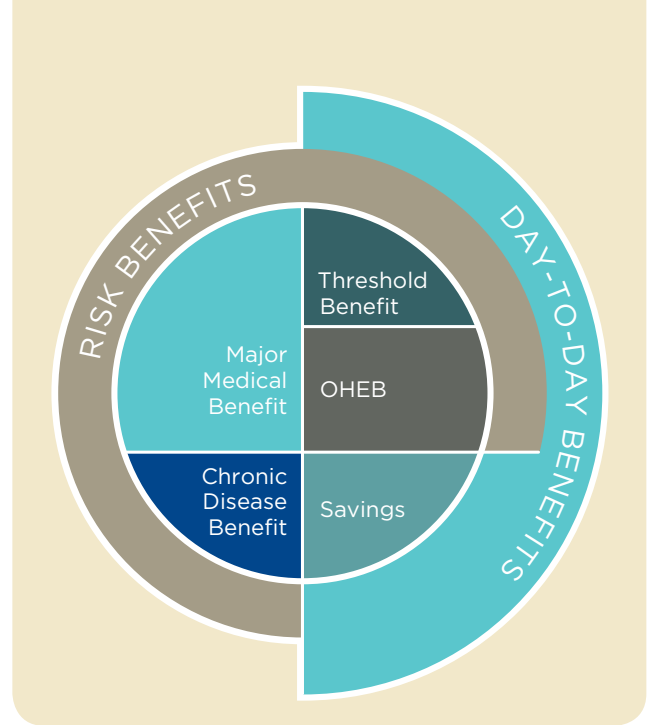 RISK BENEFITS
DAY-TO-DAY BENEFITS
Threshold
Benefit
Major
Medical
Benefit
OHEB
Chronic
Disease
Benefit
Savings